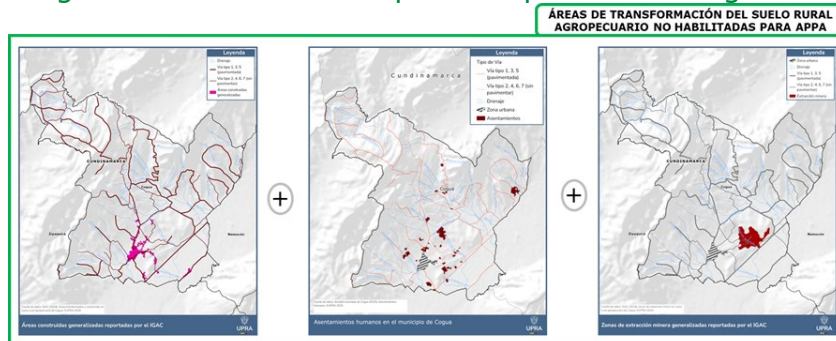 ÁREAS DE TRANSFORMACIÓN DEL SUELO RURAL
AGROPECUARIO NO HABILITADAS PARA APPA
Leyenda
Drenaje
Vía tipo 1, 3, 5
(pavimentada)
Vía tipo 2, 4, 6, 7 (sin
pavimentar)
Áreas construidas
generalizadas
CUNDINAMARCA
Cogua
Nemocón
Áreas construidas generalizadas reportadas por el IGAC
UPRA
+
Leyenda
Tipo de Vía
Vía tipo 1, 3, 5
(pavimentada)
Vía tipo 2, 4, 6, 7 (sin
pavimentar)
Drenaje
Zona urbana
Asentamientos
Cundinamarca
Cogua
Asentamientos humanos en el municipio de Cogua
UPRA
+
Leyenda
Zona urbana
Drenaje
Vía tipo 1, 3, 5
(pavimentada)
Vía tipo 2, 4, 6, 7 (sin
pavimentar)
Extracción minera
CUNDINAMARCA
Cogua
Nemocón
Zonas de extracción minera generalizadas reportadas por el IGAC
UPRA